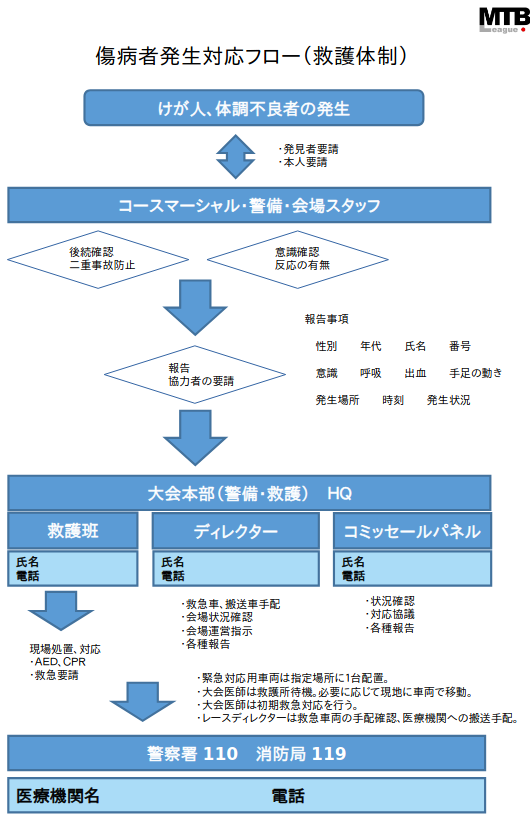 MTB
League
傷病者発生対応フロー(救護体制)
けが人、体調不良者の発生
・発見者要請
・本人要請
コースマーシャル・警備・会場スタッフ
後続確認
二重事故防止
意識確認
反応の有無
報告事項
性別 年代 氏名 番号
意識 呼吸 出血 手足の動き
発生場所 時刻 発生状況
報告
協力者の要請
大会本部(警備・救護) HQ
救護班
氏名
電話
ディレクター
氏名
電話
コミッセールパネル
氏名
電話
現場処置、対応
・AED、CPR
・救急要請
・救急車、搬送車手配
・会場状況確認
・会場運営指示
・各種報告
・状況確認
・対応協議
・各種報告
・緊急対応用車両は指定場所に1台配置。
・大会医師は救護所待機。必要に応じて現地に車両で移動。
・大会医師は初期救急対応を行う。
・レースディレクターは救急車両の手配確認、医療機関への搬送手配。
警察署 110 消防局 119
医療機関名 電話